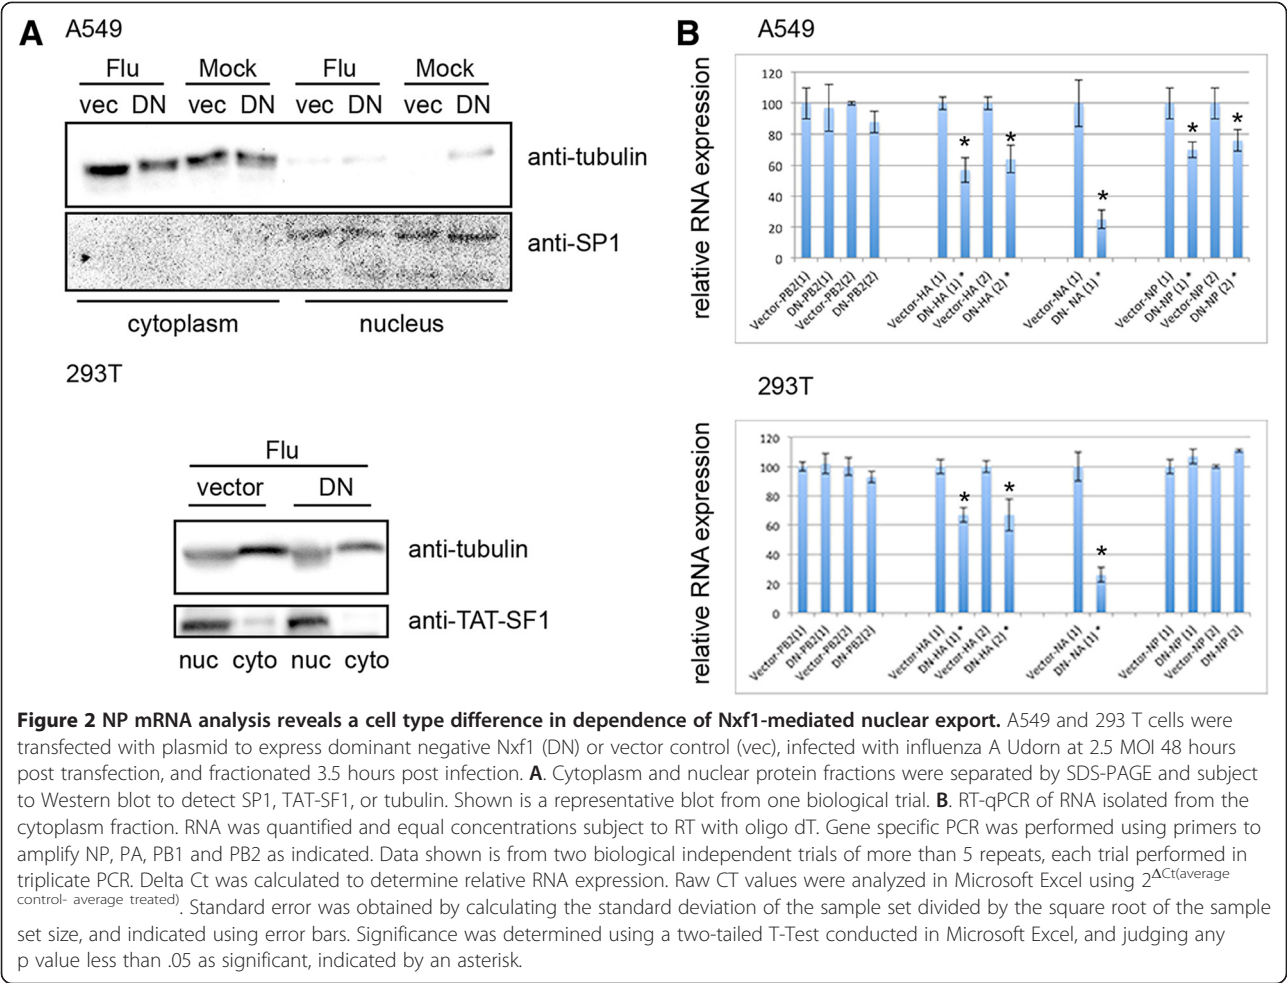 A A549
Flu Mock Flu Mock
vec DN vec DN vec DN vec DN
anti-tubulin
anti-SP1
cytoplasm nucleus
293T
Flu
vector DN
anti-tubulin
anti-TAT-SF1
nuc cyto nuc cyto
B A549
relative RNA expression
120
100
80
60
40
20
0
* * * * *
Vector-PB2(1)
DN-PB2(1)
Vector-PB2(2)
DN-PB2(2)
Vector-HA (1)
DN-HA (1)*
Vector-HA (2)
DN-HA (2)*
Vector-NA (1)
DN- NA (1)*
Vector-NP (1)
DN-NP (1)*
Vector-NP (2)
DN-NP (2)*
293T
relative RNA expression
120
100
80
60
40
20
0
* * *
Vector-PB2(1)
DN-PB2(1)
Vector-PB2(2)
DN-PB2(2)
Vector-HA (1)
DN-HA (1)*
Vector-HA (2)
DN-HA (2)*
Vector-NA (1)
DN- NA (1)*
Vector-NP (1)
DN-NP (1)
Vector-NP (2)
DN-NP (2)
Figure 2 NP mRNA analysis reveals a cell type difference in dependence of Nxf1-mediated nuclear export. A549 and 293 T cells were
transfected with plasmid to express dominant negative Nxf1 (DN) or vector control (vec), infected with influenza A Udorn at 2.5 MOI 48 hours
post transfection, and fractionated 3.5 hours post infection. A. Cytoplasm and nuclear protein fractions were separated by SDS-PAGE and subject
to Western blot to detect SP1, TAT-SF1, or tubulin. Shown is a representative blot from one biological trial. B. RT-qPCR of RNA isolated from the
cytoplasm fraction. RNA was quantified and equal concentrations subject to RT with oligo dT. Gene specific PCR was performed using primers to
amplify NP, PA, PB1 and PB2 as indicated. Data shown is from two biological independent trials of more than 5 repeats, each trial performed in
triplicate PCR. Delta Ct was calculated to determine relative RNA expression. Raw CT values were analyzed in Microsoft Excel using 2ΔCt(average
control- average treated). Standard error was obtained by calculating the standard deviation of the sample set divided by the square root of the sample
set size, and indicated using error bars. Significance was determined using a two-tailed T-Test conducted in Microsoft Excel, and judging any
p value less than .05 as significant, indicated by an asterisk.